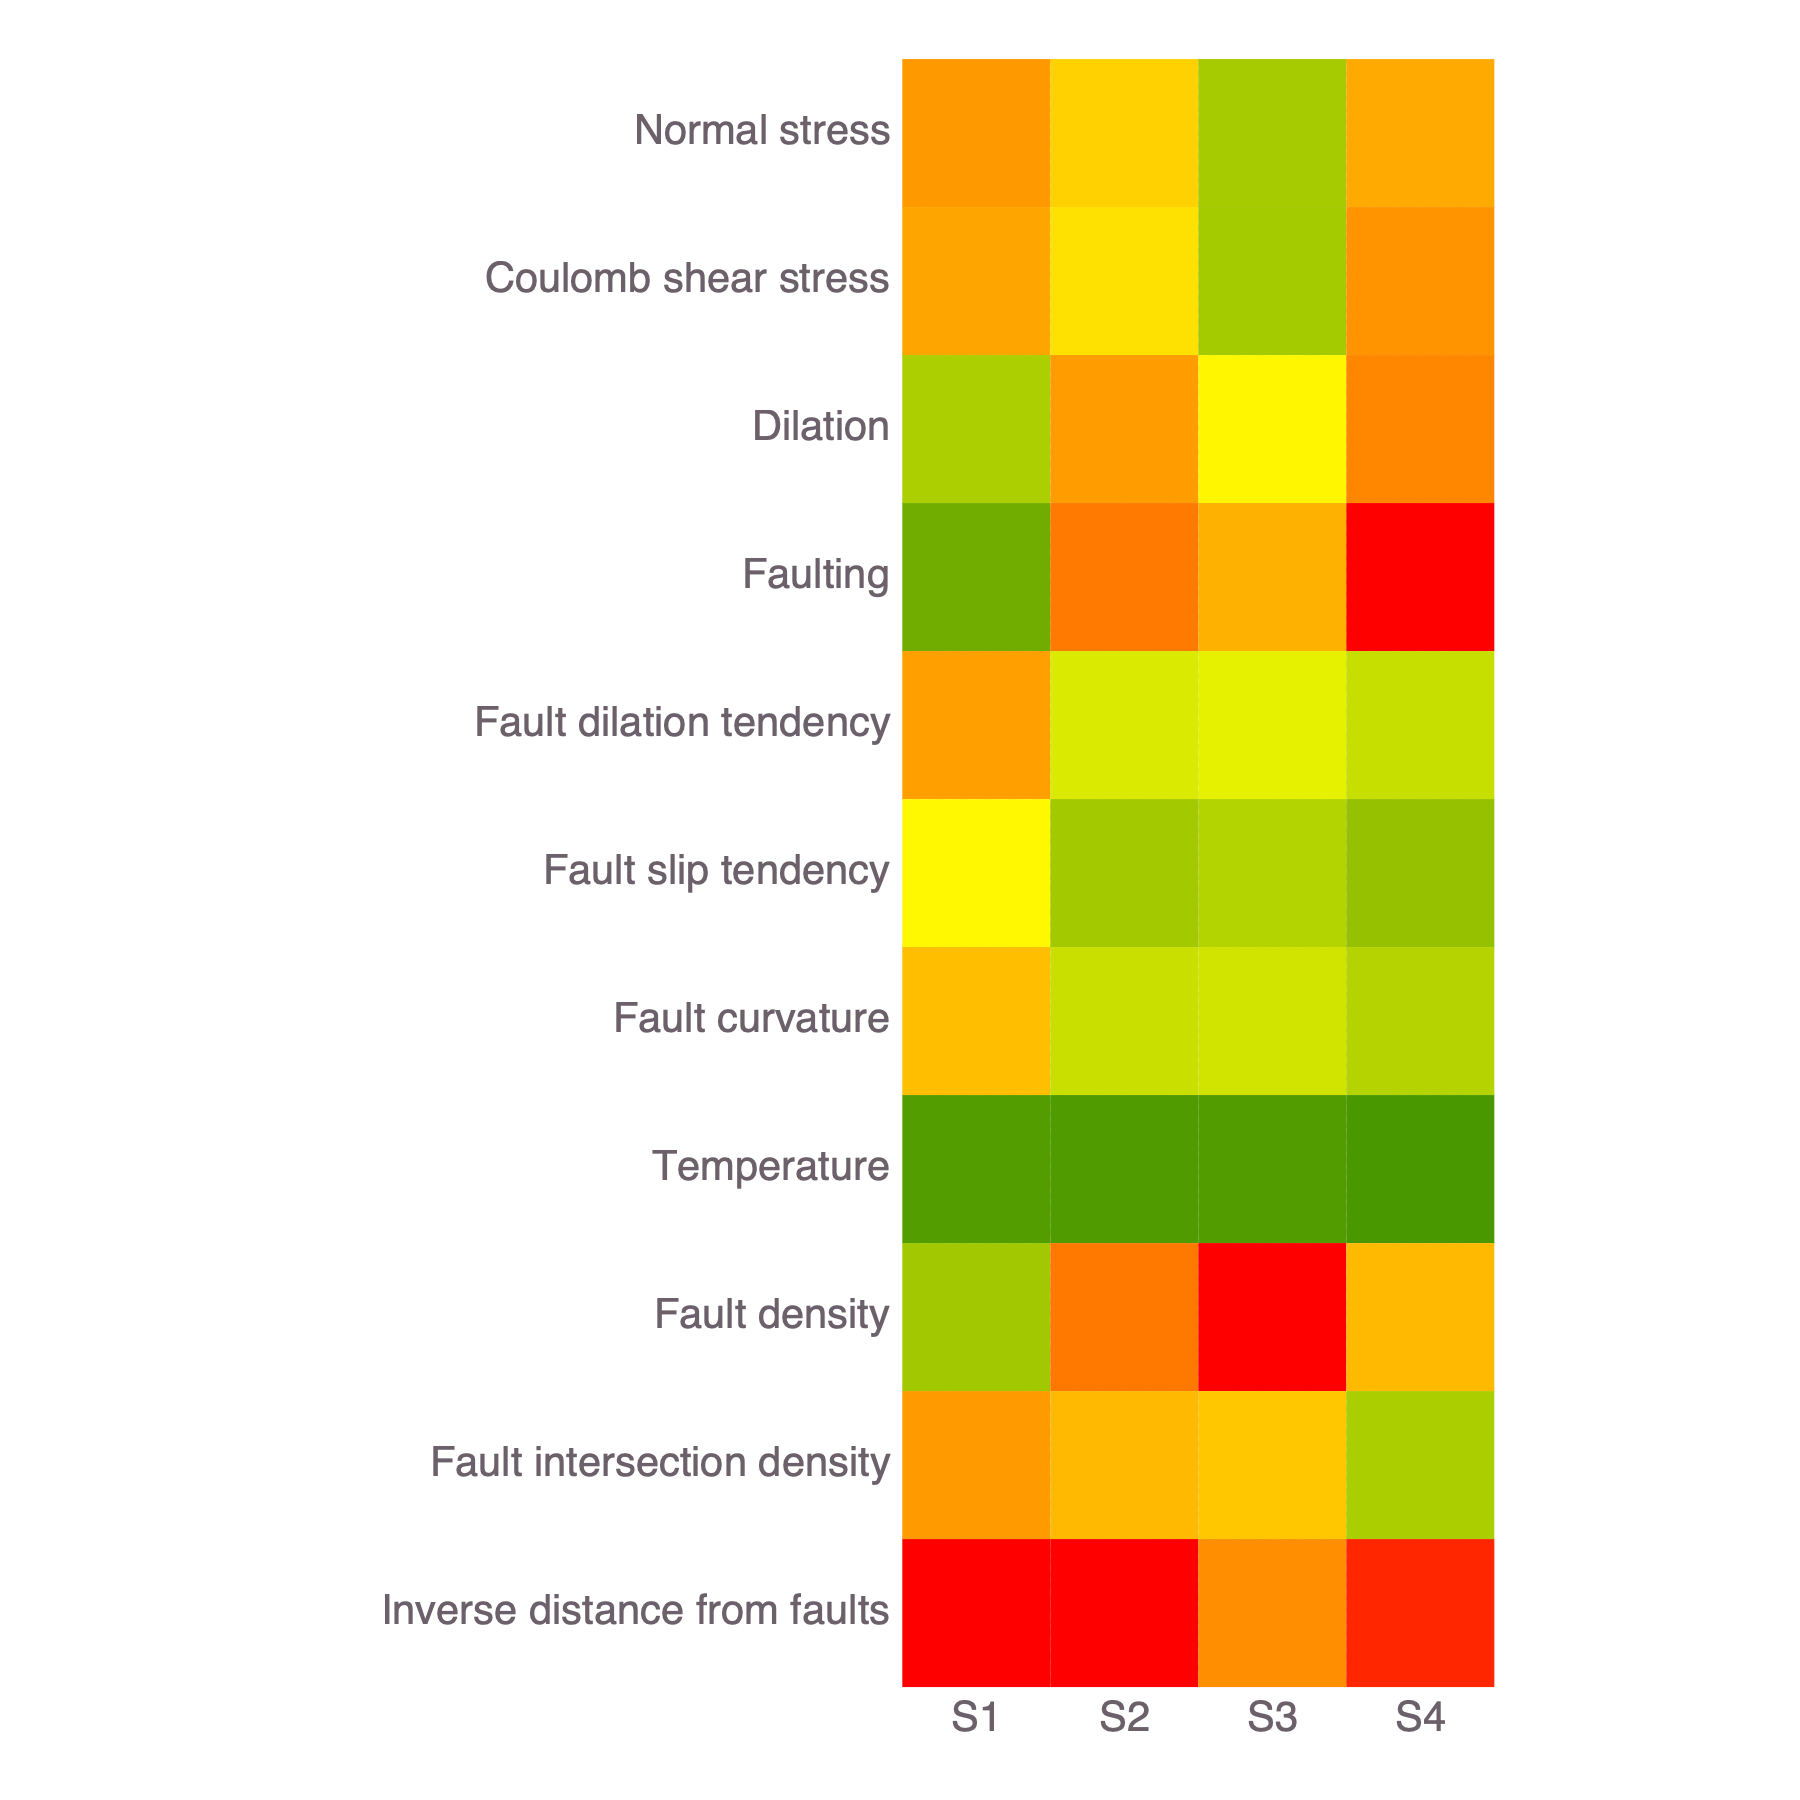 Normal stress
Coulomb shear stress
Dilation
Faulting
Fault dilation tendency
Fault slip tendency
Fault curvature
Temperature
Fault density
Fault intersection density
Inverse distance from faults
S1 S2 S3 S4